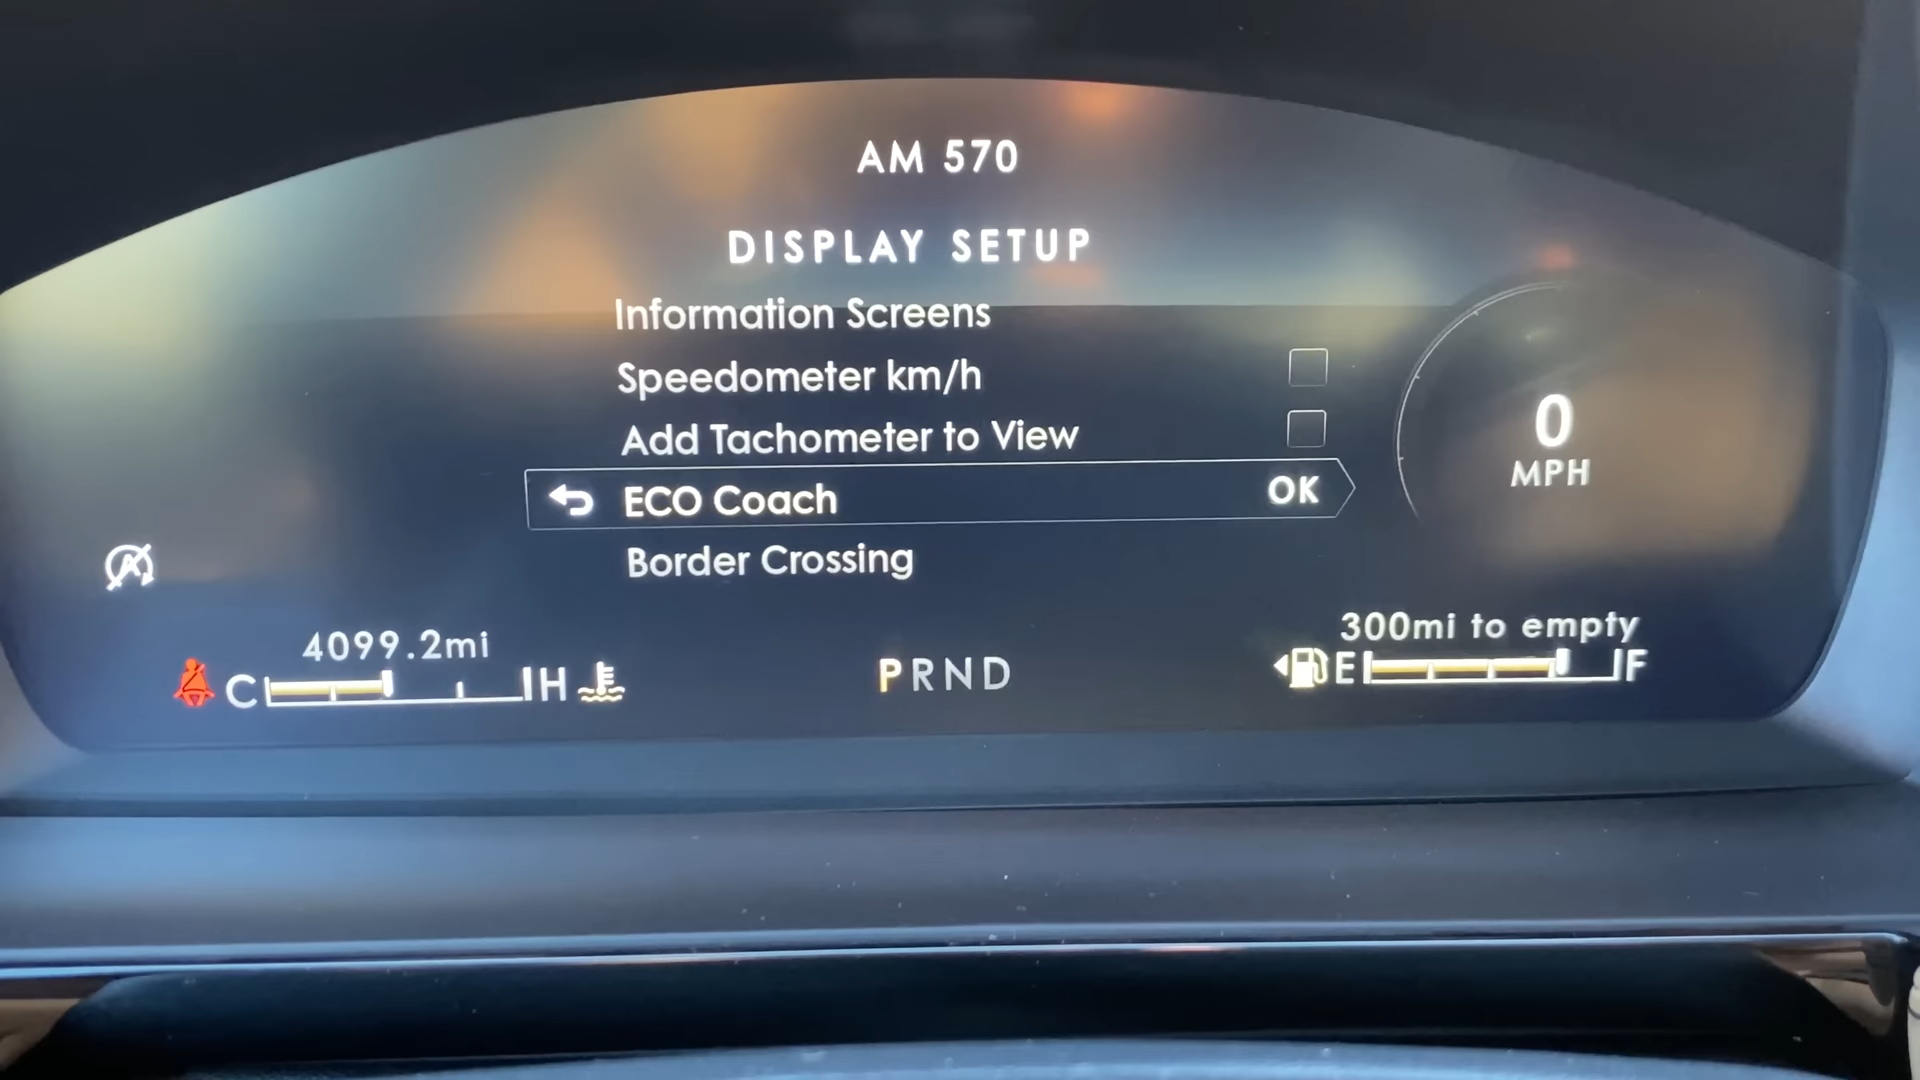 AM 570
DISPLAY SETUP
Information Screens
Speedometer km/h
Add Tachometer to View
ECO Coach OK
Border Crossing
0
MPH
A
4099.2mi
C H
PRND
300mi to empty
E F